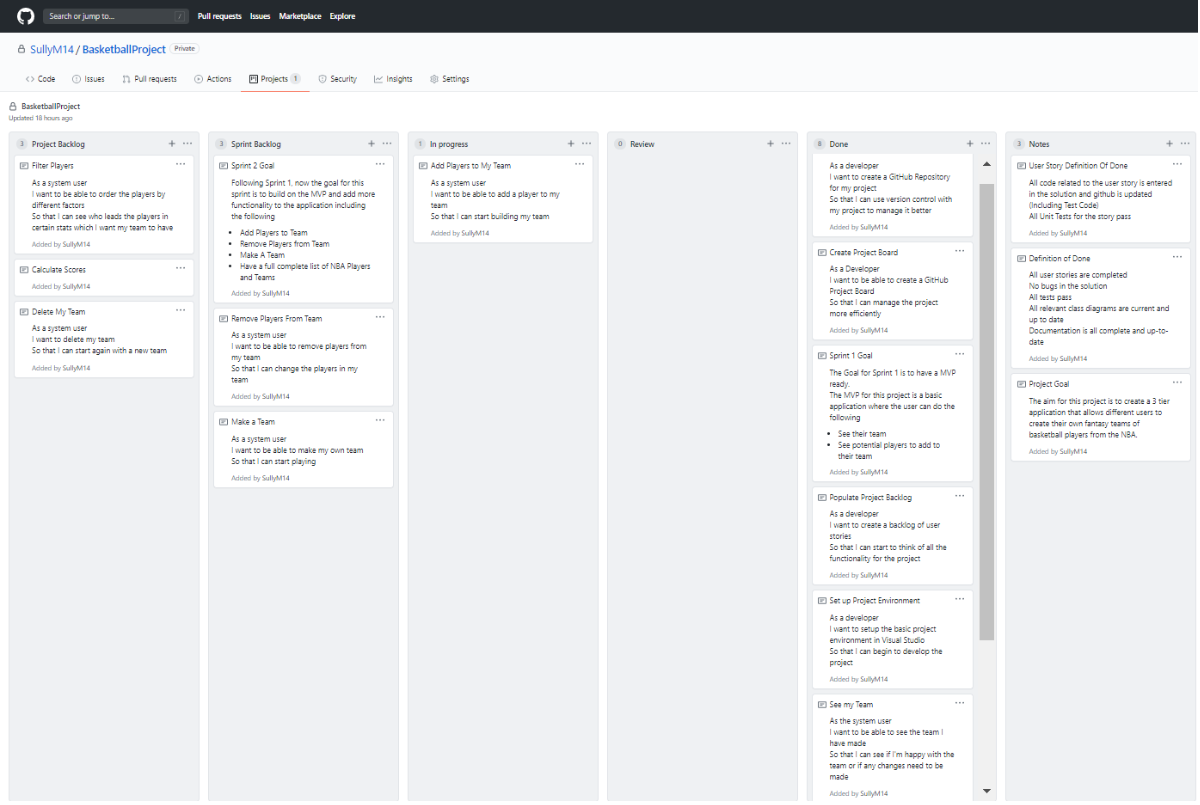 Search or jump to... /
Pull requests Issues Marketplace Explore
SullyM14 / BasketballProject Private
Code Issues Pull requests Actions Projects 1 Security Insights Settings
BasketballProject
Updated 18 hours ago
3 Project Backlog
Filter Players
As a system user
I want to be able to order the players by
different factors
So that I can see who leads the players in
certain stats which I want my team to have
Added by SullyM14
Calculate Scores
Added by SullyM14
Delete My Team
As a system user
I want to delete my team
So that I can start again with a new team
Added by SullyM14
3 Sprint Backlog
Sprint 2 Goal
Following Sprint 1, now the goal for this
sprint is to build on the MVP and add more
functionality to the application including
the following
• Add Players to Team
• Remove Players from Team
• Make A Team
• Have a full complete list of NBA Players
and Teams
Added by SullyM14
Remove Players From Team
As a system user
I want to be able to remove players from
my team
So that I can change the players in my
team
Added by SullyM14
Make a Team
As a system user
I want to be able to make my own team
So that I can start playing
Added by SullyM14
1 In progress
Add Players to My Team
As a system user
I want to be able to add a player to my
team
So that I can start building my team
Added by SullyM14
0 Review
8 Done
As a developer
I want to create a GitHub Repository
for my project
So that I can use version control with
my project to manage it better
Added by SullyM14
Create Project Board
As a Developer
I want to be able to create a GitHub
Project Board
So that I can manage the project
more efficiently
Added by SullyM14
Sprint 1 Goal
The Goal for Sprint 1 is to have a MVP
ready.
The MVP for this project is a basic
application where the user can do the
following
• See their team
• See potential players to add to
their team
Added by SullyM14
Populate Project Backlog
As a developer
I want to create a backlog of user
stories
So that I can start to think of all the
functionality for the project
Added by SullyM14
Set up Project Environment
As a developer
I want to setup the basic project
environment in Visual Studio
So that I can begin to develop the
project
Added by SullyM14
See my Team
As the system user
I want to be able to see the team I
have made
So that I can see if I'm happy with the
team or if any changes need to be
made
Added by SullyM14
3 Notes
User Story Definition Of Done
All code related to the user story is entered
in the solution and github is updated
(Including Test Code)
All Unit Tests for the story pass
Added by SullyM14
Definition of Done
All user stories are completed
No bugs in the solution
All tests pass
All relevant class diagrams are current and
up to date
Documentation is all complete and up-to-
date
Added by SullyM14
Project Goal
The aim for this project is to create a 3 tier
application that allows different users to
create their own fantasy teams of
basketball players from the NBA.
Added by SullyM14